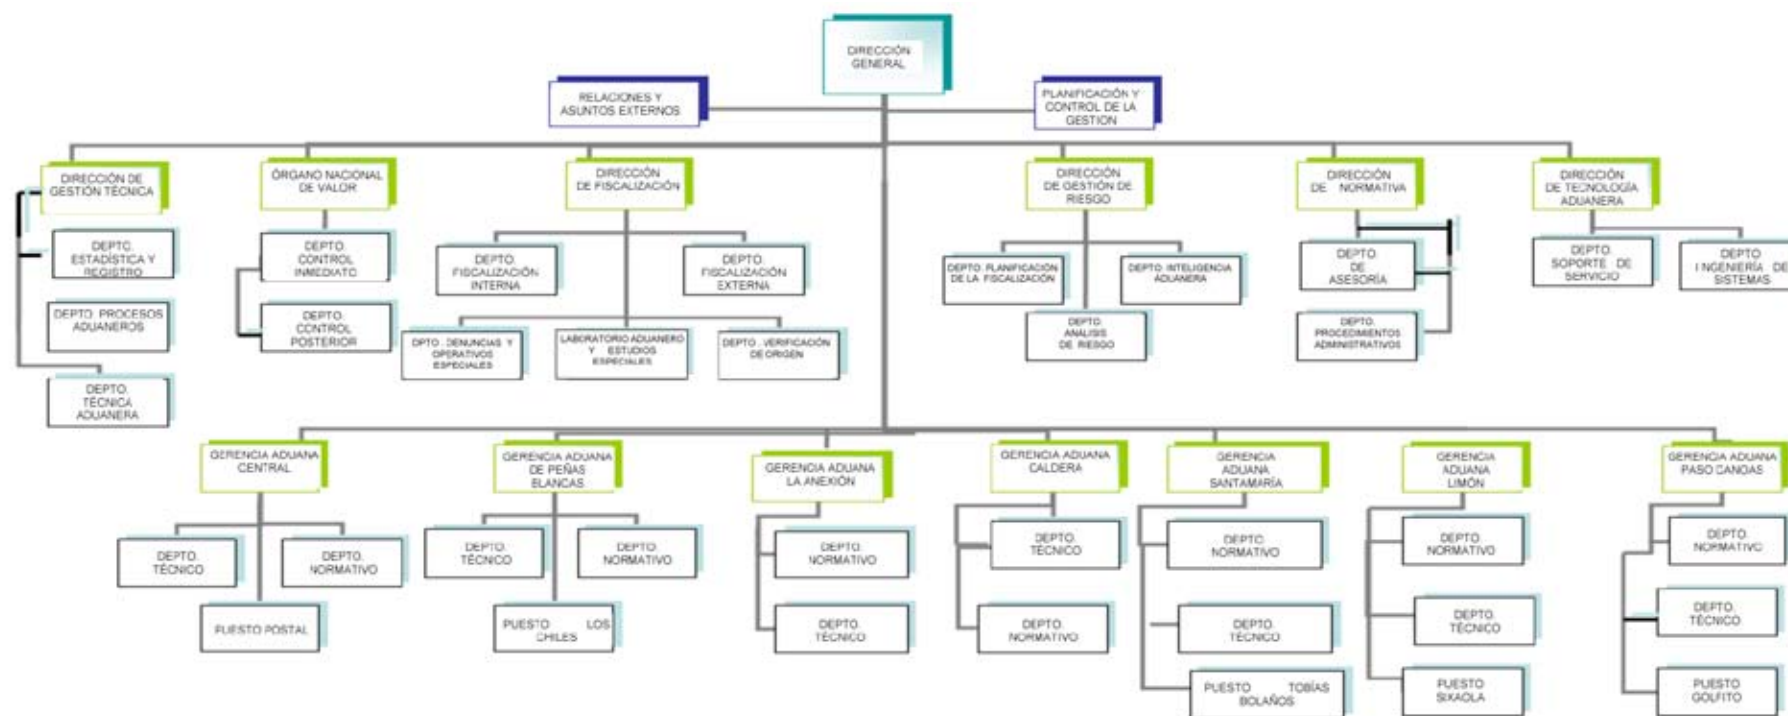 DIRECCIÓN
GENERAL
RELACIONES Y
ASUNTOS EXTERNOS
PLANIFICACIÓN Y
CONTROL DE LA
GESTION
DIRECCIÓN DE
GESTIÓN TÉCNICA
ÓRGANO NACIONAL
DE VALOR
DIRECCIÓN
DE FISCALIZACIÓN
DIRECCIÓN
DE GESTIÓN DE
RIESGO
DIRECCIÓN
DE NORMATIVA
DIRECCIÓN
DE TECNOLOGÍA
ADUANERA
DEPTO.
ESTADÍSTICA Y
REGISTRO
DEPTO. PROCESOS
ADUANEROS
DEPTO.
TÉCNICA
ADUANERA
DEPTO.
CONTROL
INMEDIATO
DEPTO.
CONTROL
POSTERIOR
DEPTO.
FISCALIZACIÓN
INTERNA
DEPTO.
FISCALIZACIÓN
EXTERNA
DPTO. DENUNCIAS Y
OPERATIVOS
ESPECIALES
LABORATORIO ADUANERO
Y ESTUDIOS
ESPECIALES
DEPTO. VERIFICACIÓN
DE ORIGEN
DEPTO. PLANIFICACIÓN
DE LA FISCALIZACIÓN
DEPTO. INTELIGENCIA
ADUANERA
DEPTO.
ANÁLISIS
DE RIESGO
DEPTO.
DE
ASESORÍA
DEPTO.
PROCEDIMIENTOS
ADMINISTRATIVOS
DEPTO.
SOPORTE DE
SERVICIO
DEPTO
INGENIERÍA DE
SISTEMAS
GERENCIA ADUANA
CENTRAL
GERENCIA ADUANA
DE PEÑAS
BLANCAS
GERENCIA ADUANA
LA ANEXIÓN
GERENCIA ADUANA
CALDERA
GERENCIA
ADUANA
SANTAMARÍA
GERENCIA
ADUANA
LIMÓN
GERENCIA ADUANA
PASO CANOAS
DEPTO.
TÉCNICO
DEPTO.
NORMATIVO
PUESTO POSTAL
DEPTO.
TÉCNICO
DEPTO.
NORMATIVO
PUESTO LOS
CHILES
DEPTO.
NORMATIVO
DEPTO.
TÉCNICO
DEPTO.
TÉCNICO
DEPTO.
NORMATIVO
DEPTO.
NORMATIVO
DEPTO.
TÉCNICO
PUESTO TOBÍAS
BOLAÑOS
DEPTO.
NORMATIVO
DEPTO.
TÉCNICO
PUESTO
SIXAOLA
DEPTO.
NORMATIVO
DEPTO.
TÉCNICO
PUESTO
GOLFITO